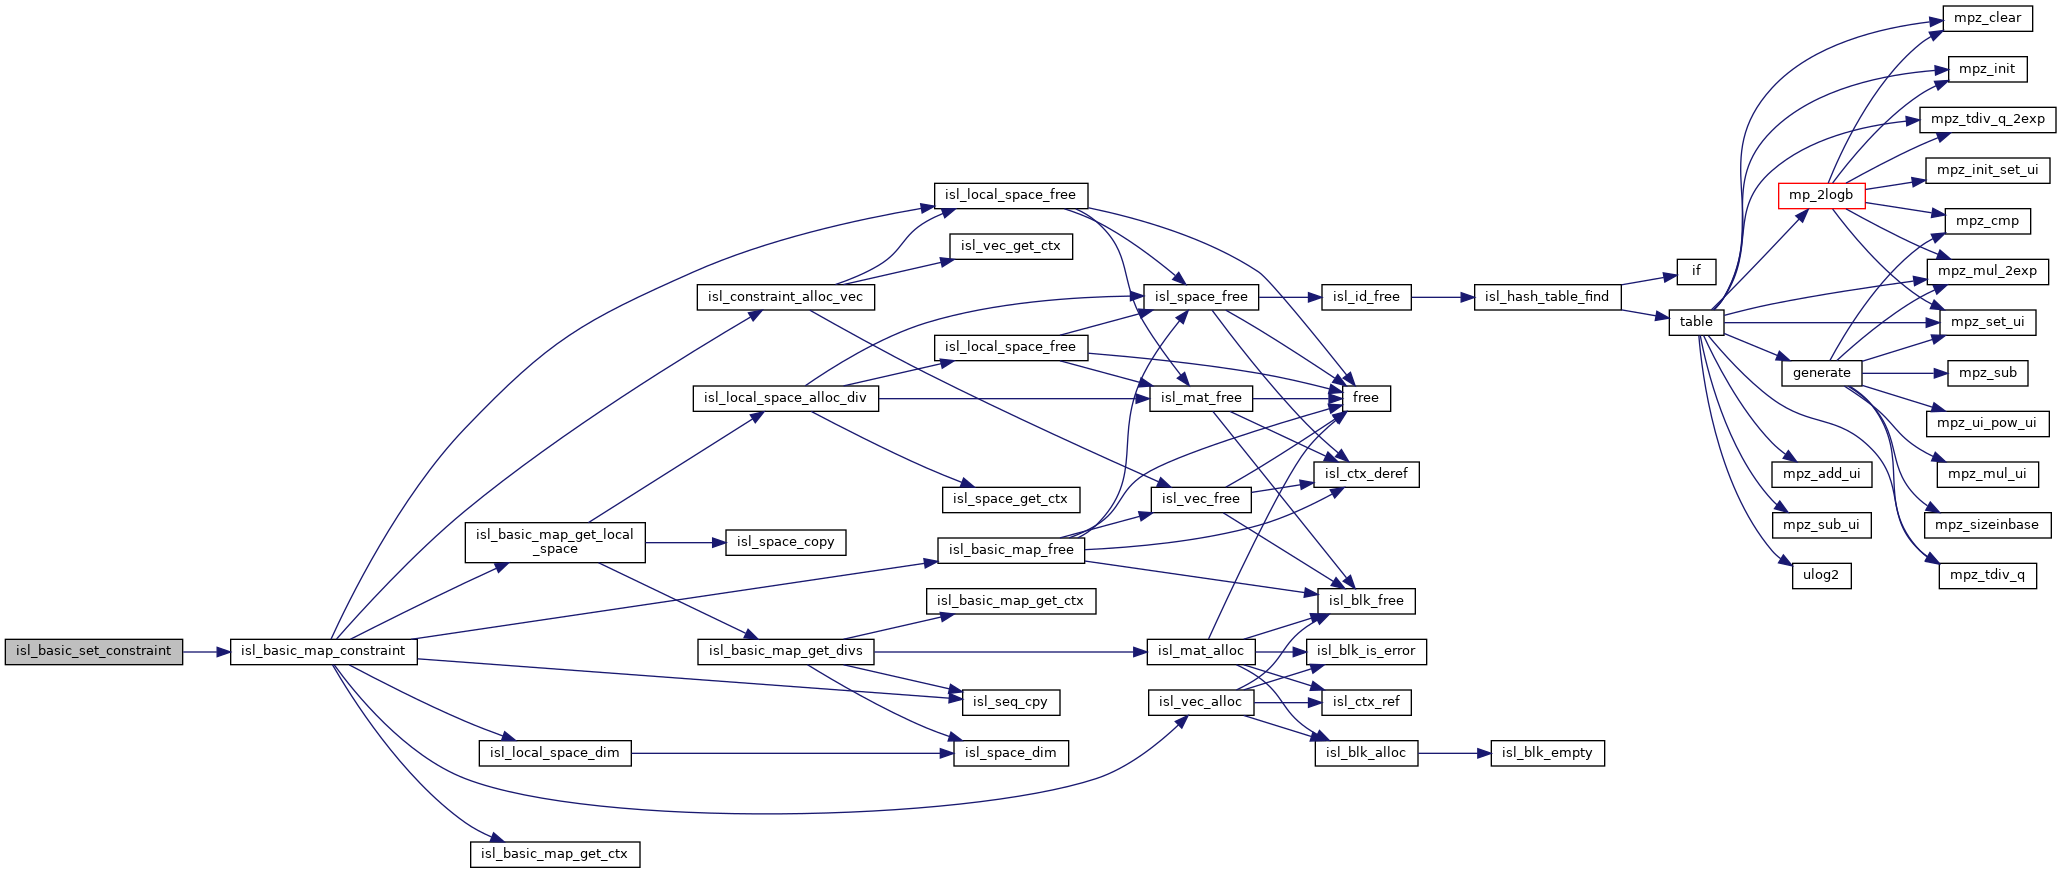 isl_basic_set_constraint
isl_basic_map_constraint
isl_basic_map_get_local
_space
isl_local_space_dim
isl_basic_map_get_ctx
isl_constraint_alloc_vec
isl_local_space_alloc_div
isl_space_copy
isl_basic_map_get_divs
isl_local_space_free
isl_vec_get_ctx
isl_local_space_free
isl_space_get_ctx
isl_basic_map_free
isl_basic_map_get_ctx
isl_seq_cpy
isl_space_dim
isl_space_free
isl_mat_free
isl_vec_free
isl_mat_alloc
isl_vec_alloc
isl_id_free
free
isl_ctx_deref
isl_blk_free
isl_blk_is_error
isl_ctx_ref
isl_blk_alloc
isl_hash_table_find
isl_blk_empty
if
table
mp_2logb
generate
mpz_add_ui
mpz_sub_ui
ulog2
mpz_clear
mpz_init
mpz_tdiv_q_2exp
mpz_init_set_ui
mpz_cmp
mpz_mul_2exp
mpz_set_ui
mpz_sub
mpz_ui_pow_ui
mpz_mul_ui
mpz_sizeinbase
mpz_tdiv_q